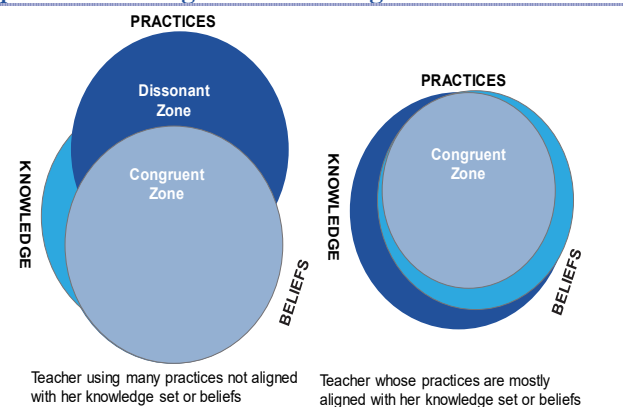 PRACTICES
Dissonant
Zone
Congruent
Zone
KNOWLEDGE
BELIEFS
Teacher using many practices not aligned
with her knowledge set or beliefs
PRACTICES
Congruent
Zone
KNOWLEDGE
BELIEFS
Teacher whose practices are mostly
aligned with her knowledge set or beliefs